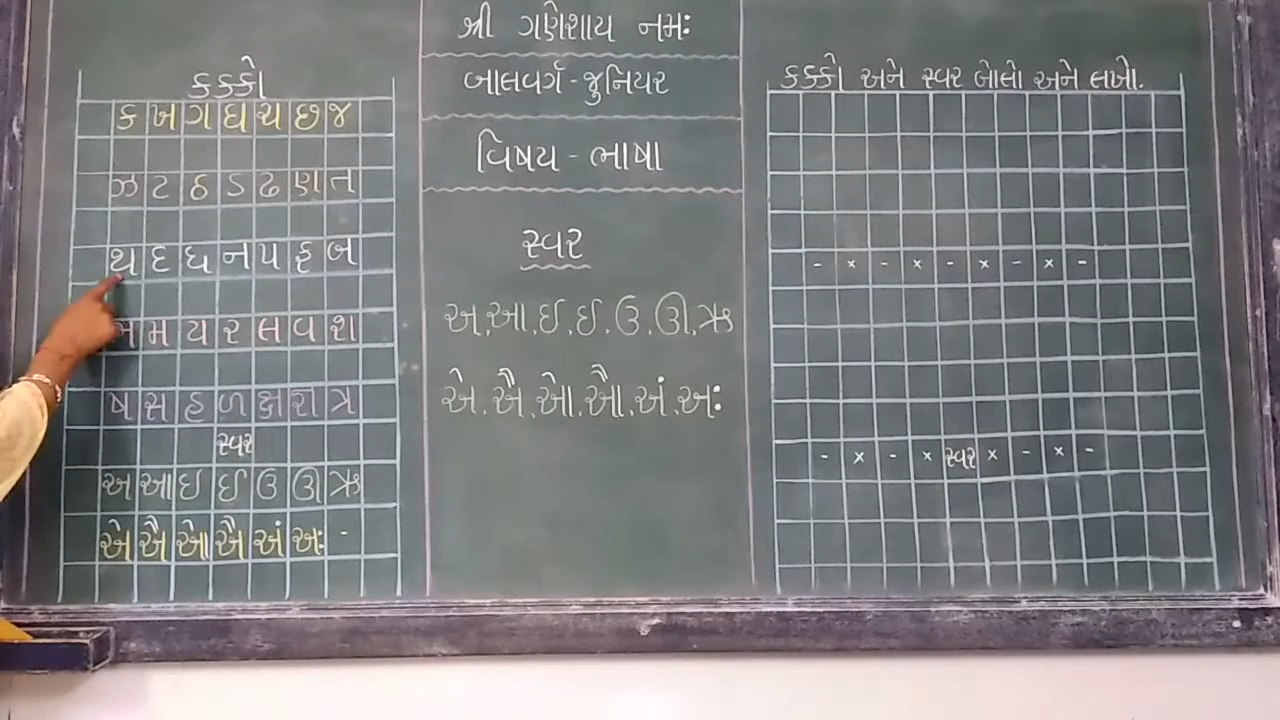 કક્કો
ક ખ ગ ઘ ચ છ જ
ઝ ટ ઠ ડ ઢ ણ ત
થ દ ધ ન પ ફ બ
ભ મ ય ર લ વ શ
ષ સ હ ળ ક્ષ જ્ઞ ત્ર
સ્વર
અ આ ઇ ઈ ઉ ઊ ઋ
એ ઐ ઓ ઐ અં અઃ -
શ્રી ગણેશાય નમઃ
બાલવર્ગ - જુનિયર
વિષય - ભાષા
સ્વર
અ. આ. ઇ. ઈ. ઉ. ઊ. ઋ
એ. ઐ. ઓ. ઔ. અં. અઃ
કક્કો અને સ્વર બોલો અને લખો.
- × - × - × - × -
- × - × સ્વર × - × -